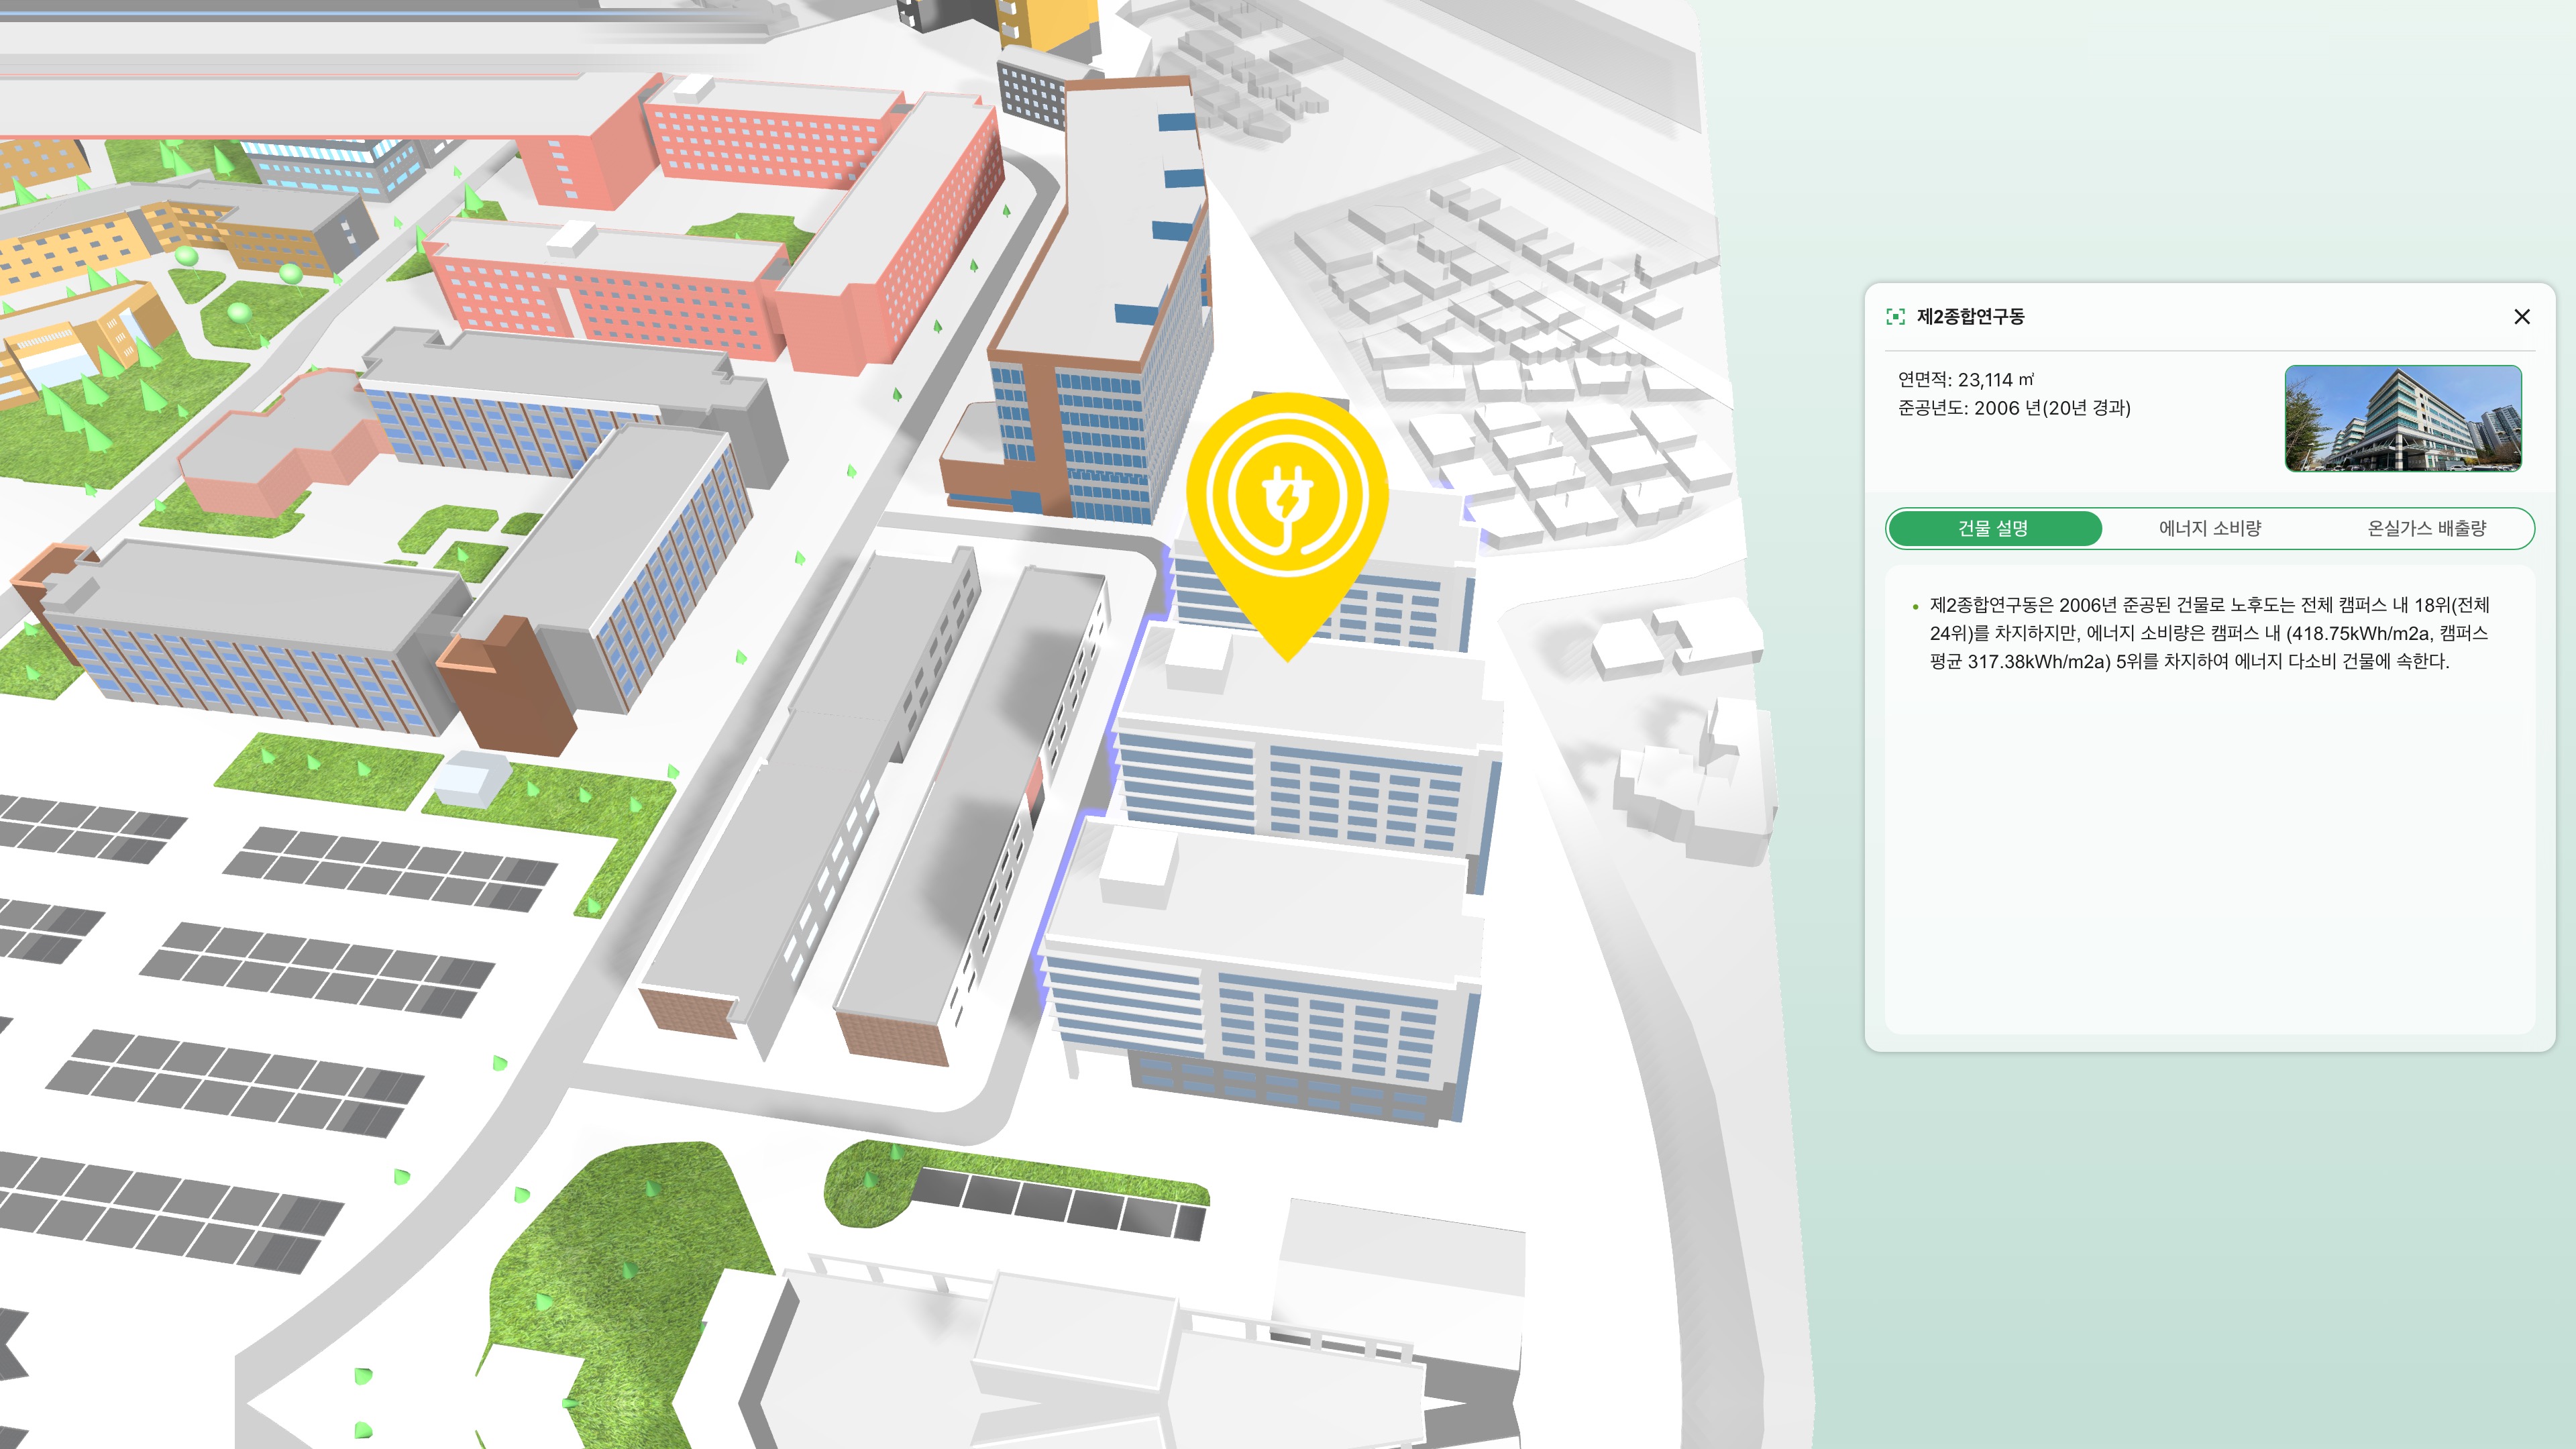 제2종합연구동
연면적: 23,114 ㎡
준공년도: 2006 년(20년 경과)
건물 설명
에너지 소비량
온실가스 배출량
제2종합연구동은 2006년 준공된 건물로 노후도는 전체 캠퍼스 내 18위(전체
24위)를 차지하지만, 에너지 소비량은 캠퍼스 내 (418.75kWh/m2a, 캠퍼스
평균 317.38kWh/m2a) 5위를 차지하여 에너지 다소비 건물에 속한다.